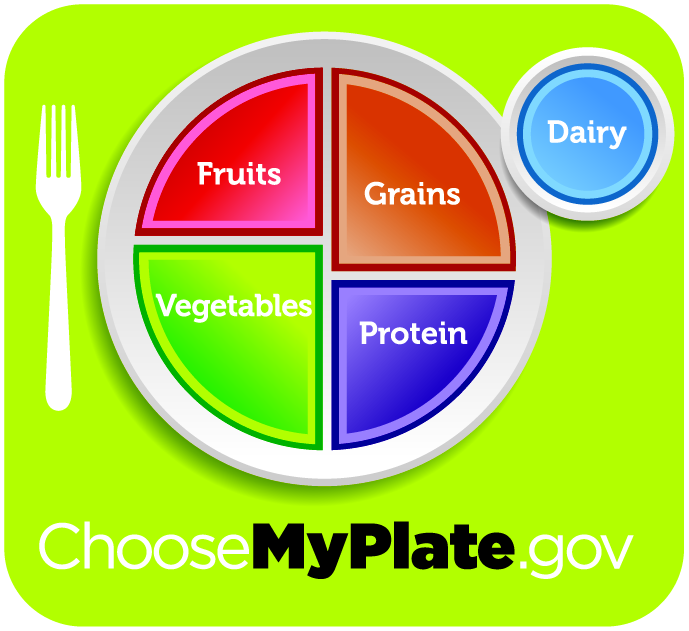 Dairy
Fruits
Grains
Vegetables
Protein
ChooseMyPlate.gov